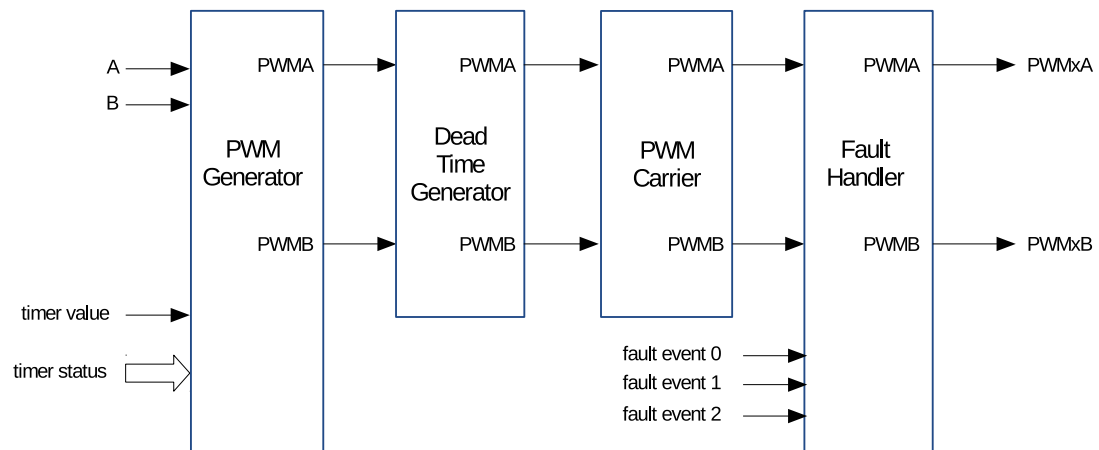 A
B
PWMA
PWM
Generator
PWMB
timer value
timer status
PWMA
Dead
Time
Generator
PWMB
PWMA
PWM
Carrier
PWMB
fault event 0
fault event 1
fault event 2
PWMA
Fault
Handler
PWMB
PWMxA
PWMxB